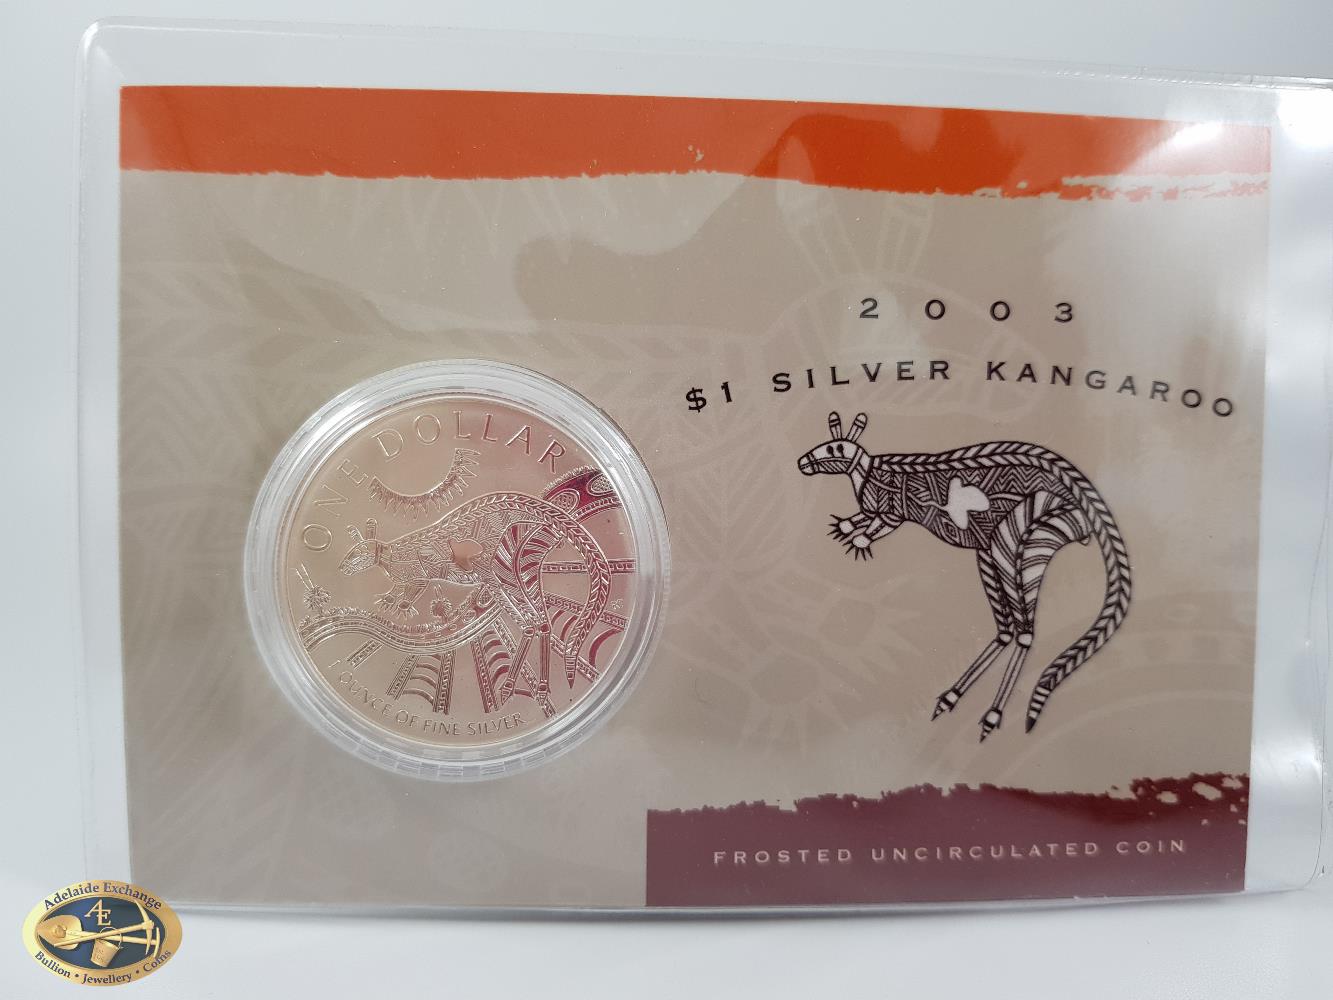 2003
$1 SILVER KANGAROO
ONE DOLLAR
1 OUNCE OF FINE SILVER
FROSTED UNCIRCULATED COIN
Adelaide Exchange
AE
Bullion • Jewellery • Coins